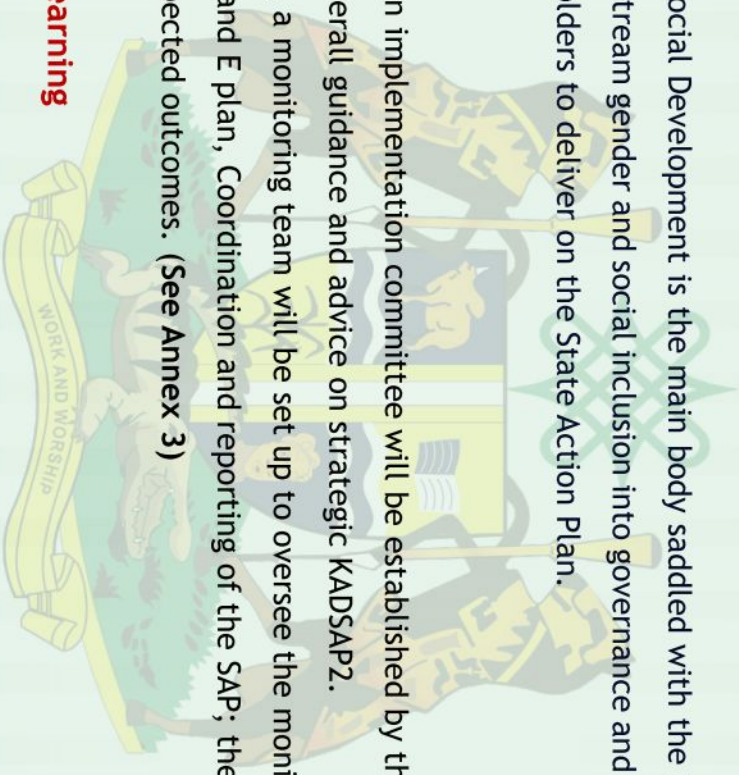 ocial Development is the main body saddled with the
tream gender and social inclusion into governance and
olders to deliver on the State Action Plan.
n implementation committee will be established by th
erall guidance and advice on strategic KADSAP2.
a monitoring team will be set up to oversee the moni
and E plan, Coordination and reporting of the SAP; the
pected outcomes. (See Annex 3)
earning
WORK AND WORSHIP